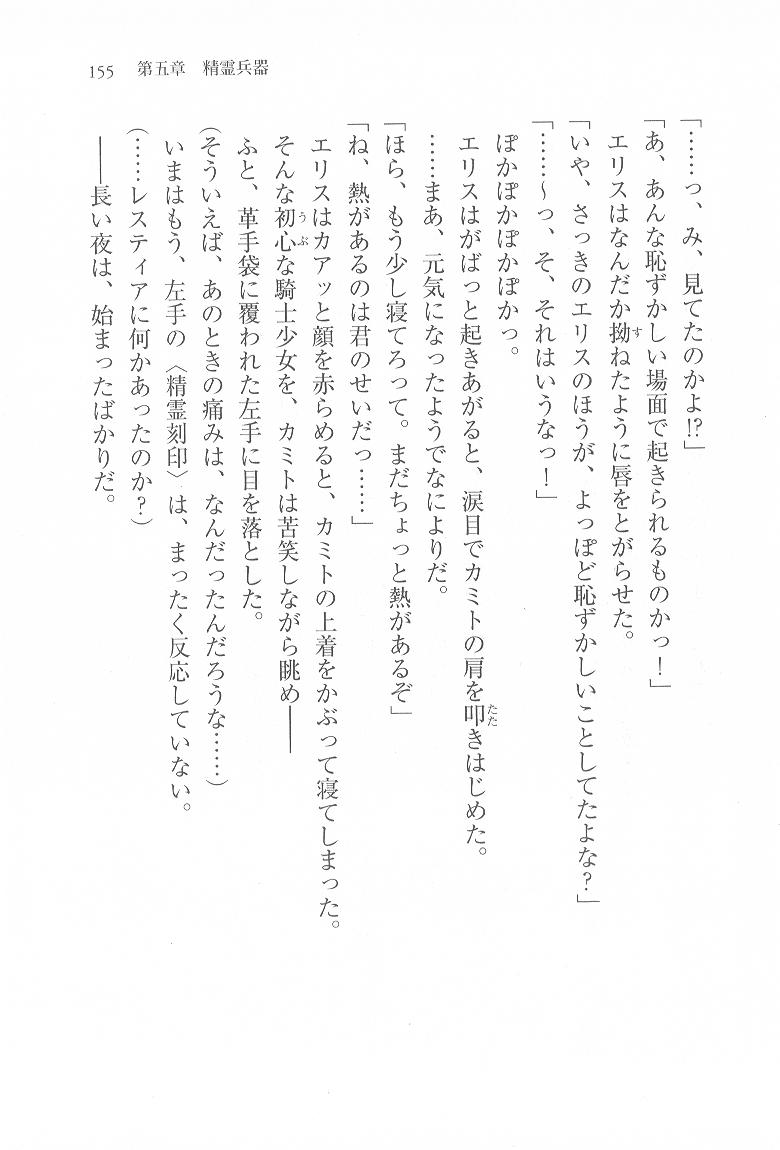 155　第五章　精霊兵器
「……っ、み、見てたのかよ!?」
「あ、あんな恥ずかしい場面で起きられるものかっ！」
エリスはなんだか拗ねたように唇をとがらせた。
「いや、さっきのエリスのほうが、よっぽど恥ずかしいことしてたよな？」
「……～っ、そ、それはいうなっ！」
ぽかぽかぽかぽかっ。
エリスはがばっと起きあがると、涙目でカミトの肩を叩きはじめた。
……まあ、元気になったようでなによりだ。
「ほら、もう少し寝てろって。まだちょっと熱があるぞ」
「ね、熱があるのは君のせいだっ……」
エリスはカアッと顔を赤らめると、カミトの上着をかぶって寝てしまった。
そんな初心な騎士少女を、カミトは苦笑しながら眺め――
ふと、革手袋に覆われた左手に目を落とした。
（そういえば、あのときの痛みは、なんだったんだろうな……）
いまはもう、左手の〈精霊刻印〉は、まったく反応していない。
（……レスティアに何かあったのか？）
――長い夜は、始まったばかりだ。